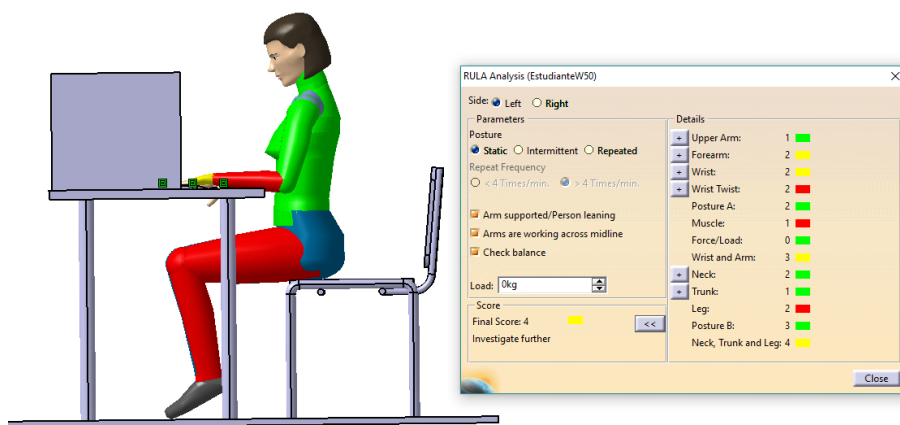 RULA Analysis (EstudianteW50)
Side: Left Right
Parameters
Posture
Static Intermittent Repeated
Repeat Frequency
< 4 Times/min. > 4 Times/min.
Arm supported/Person leaning
Arms are working across midline
Check balance
Load: 0kg
Score
Final Score: 4
<<
Investigate further
Details
+ Upper Arm: 1
+ Forearm: 2
+ Wrist: 2
+ Wrist Twist: 2
Posture A: 2
Muscle: 1
Force/Load: 0
Wrist and Arm: 3
+ Neck: 2
+ Trunk: 1
Leg: 2
Posture B: 3
Neck, Trunk and Leg: 4
Close